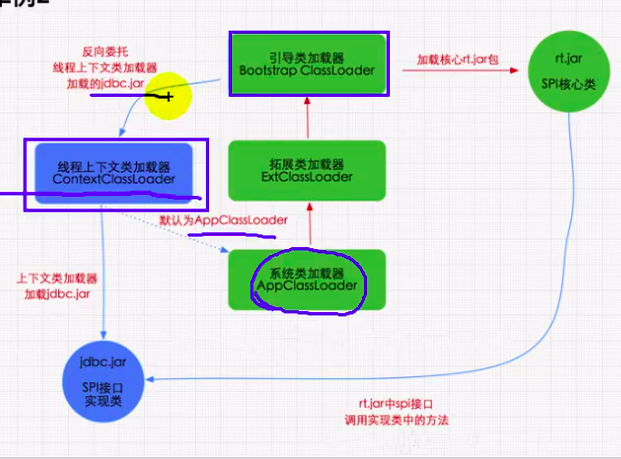 反向委托
线程上下文类加载器
加载的jdbc.jar
引导类加载器
Bootstrap ClassLoader
加载核心rt.jar包
rt.jar
SPI核心类
线程上下文类加载器
ContextClassLoader
拓展类加载器
ExtClassLoader
默认为AppClassLoader
系统类加载器
AppClassLoader
上下文类加载器
加载jdbc.jar
jdbc.jar
SPI接口
实现类
rt.jar中spi接口
调用实现类中的方法